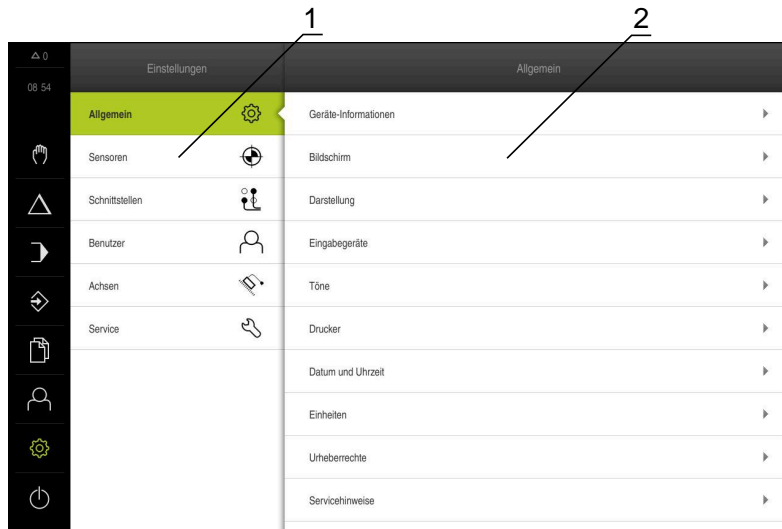 1
2
0
08 54
Einstellungen
Allgemein
Allgemein
Sensoren
Schnittstellen
Benutzer
Achsen
Service
Geräte-Informationen
Bildschirm
Darstellung
Eingabegeräte
Töne
Drucker
Datum und Uhrzeit
Einheiten
Urheberrechte
Servicehinweise